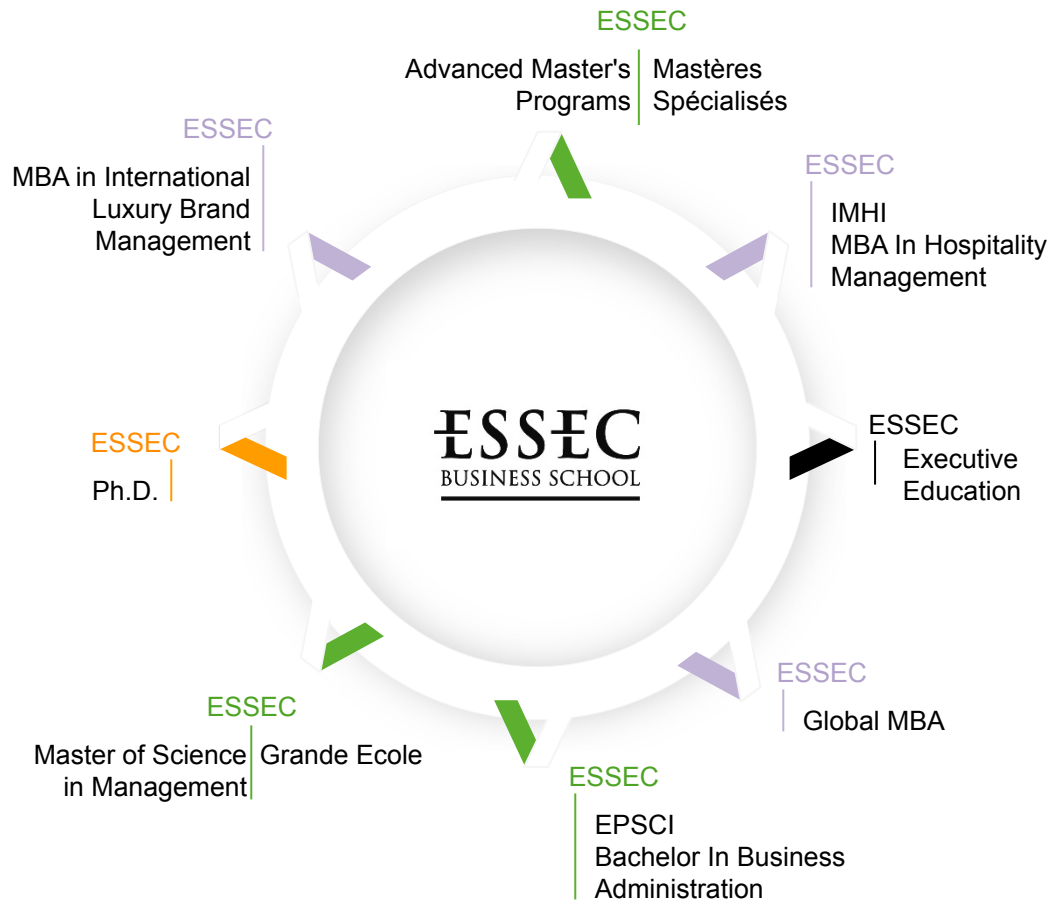 ESSEC
Advanced Master's
Programs
Mastères
Spécialisés
ESSEC
MBA in International
Luxury Brand
Management
ESSEC
IMHI
MBA In Hospitality
Management
ESSEC
BUSINESS SCHOOL
ESSEC
Executive
Education
ESSEC
Ph.D.
ESSEC
Global MBA
ESSEC
Master of Science
in Management
Grande Ecole
ESSEC
EPSCI
Bachelor In Business
Administration